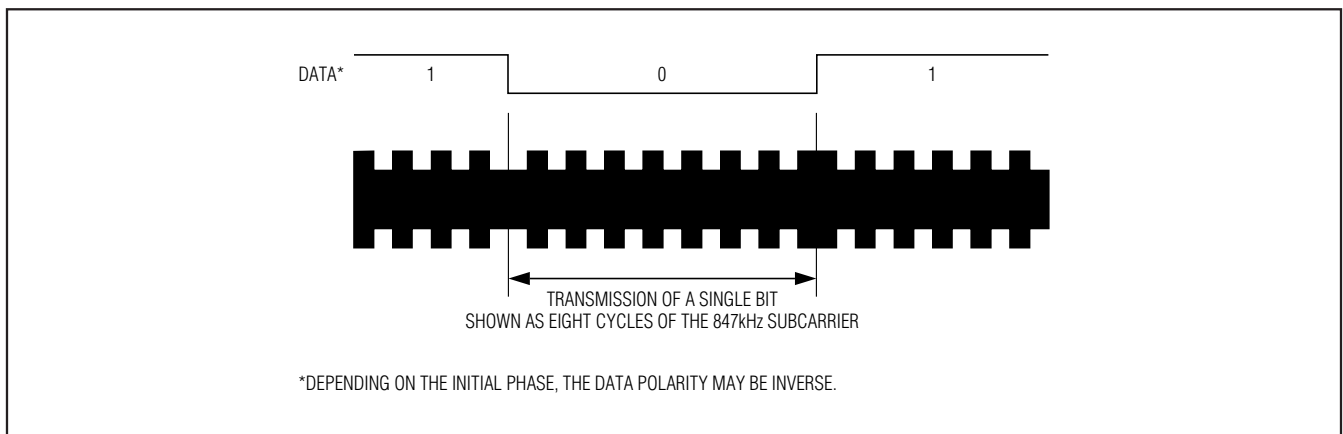 DATA* 1 0 1
TRANSMISSION OF A SINGLE BIT
SHOWN AS EIGHT CYCLES OF THE 847kHz SUBCARRIER
*DEPENDING ON THE INITIAL PHASE, THE DATA POLARITY MAY BE INVERSE.